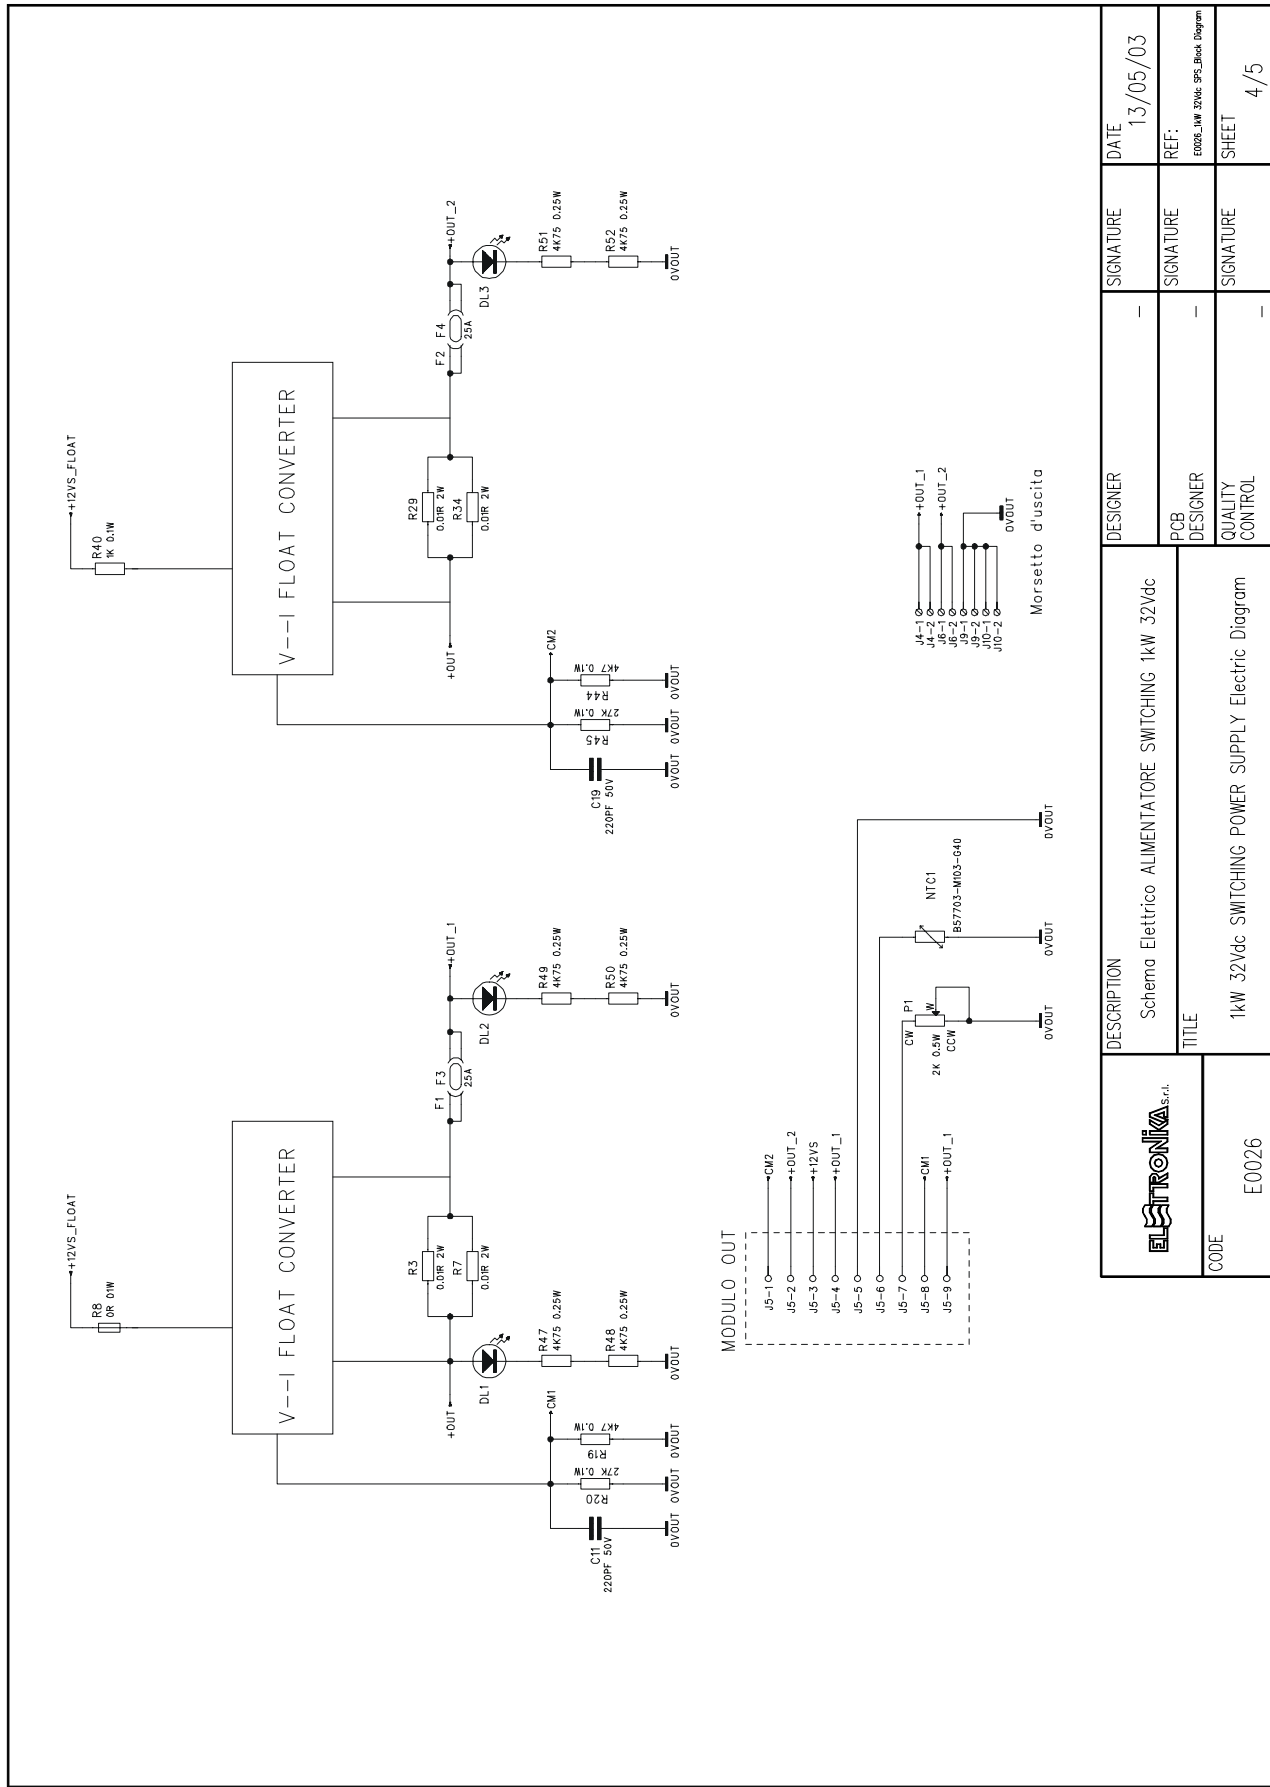 +12VS_FLOAT
R8
0R 01W
V---I FLOAT CONVERTER
R3
0.01R 2W
R7
0.01R 2W
+OUT
DL1
R47
4K75 0.25W
R48
4K75 0.25W
0VOUT
F1
F3
25A
+OUT_1
DL2
R49
4K75 0.25W
R50
4K75 0.25W
0VOUT
CM1
C11
220PF 50V
R20
27K 0.1W
R19
4K7 0.1W
0VOUT
0VOUT
0VOUT
+12VS_FLOAT
R40
1K 0.1W
V---I FLOAT CONVERTER
R29
0.01R 2W
R34
0.01R 2W
+OUT
F2
F4
25A
+OUT_2
DL3
R51
4K75 0.25W
R52
4K75 0.25W
0VOUT
CM2
C19
220PF 50V
R45
27K 0.1W
R44
4K7 0.1W
0VOUT
0VOUT
0VOUT
MODULO OUT
J5-1 CM2
J5-2 +OUT_2
J5-3 +12VS
J5-4 +OUT_1
J5-5
J5-6
J5-7
J5-8 CM1
J5-9 +OUT_1
CW
P1
W
2K 0.5W
CCW
0VOUT
NTC1
B57703-M103-G40
0VOUT
0VOUT
J4-1 +OUT_1
J4-2
J6-1 +OUT_2
J6-2
J9-1
J9-2
J10-1
J10-2
0VOUT
Morsetto d'uscita
ELETTRONIKA s.r.l.
CODE
E0026
DESCRIPTION
Schema Elettrico ALIMENTATORE SWITCHING 1kW 32Vdc
TITLE
1kW 32Vdc SWITCHING POWER SUPPLY Electric Diagram
DESIGNER
-
PCB
DESIGNER
-
QUALITY
CONTROL
-
SIGNATURE
SIGNATURE
SIGNATURE
DATE
13/05/03
REF:
E0026_1kW 32Vdc SPS_Block Diagram
SHEET
4/5